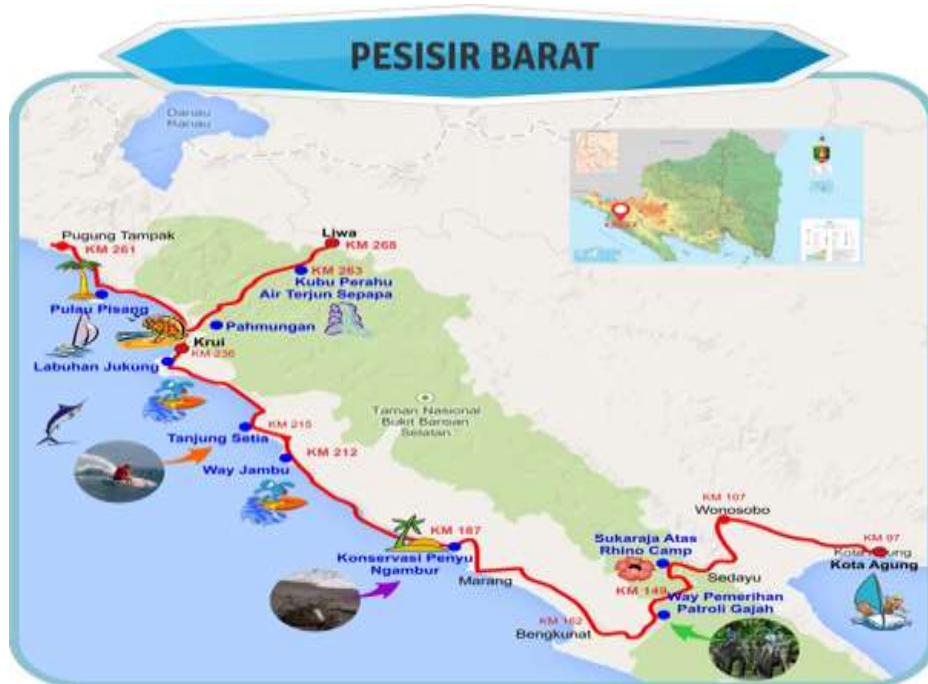 PESISIR BARAT
Danau
Ranau
Pugung Tampak
KM 261
Liwa
KM 268
KM 263
Kubu Perahu
Air Terjun Sepapa
Pulau Pisang
Pahmungan
Krui
KM 236
Labuhan Jukung
Taman Nasional
Bukit Barisan
Selatan
KM 215
Tanjung Setia
KM 212
Way Jambu
KM 107
Wonosobo
KM 187
Konservasi Penyu
Ngambur
Sukaraja Atas
Rhino Camp
KM 97
Kota Agung
Kota Agung
Marang
Sedayu
KM 149
Way Pemerihan
Patroli Gajah
KM 162
Bengkunat